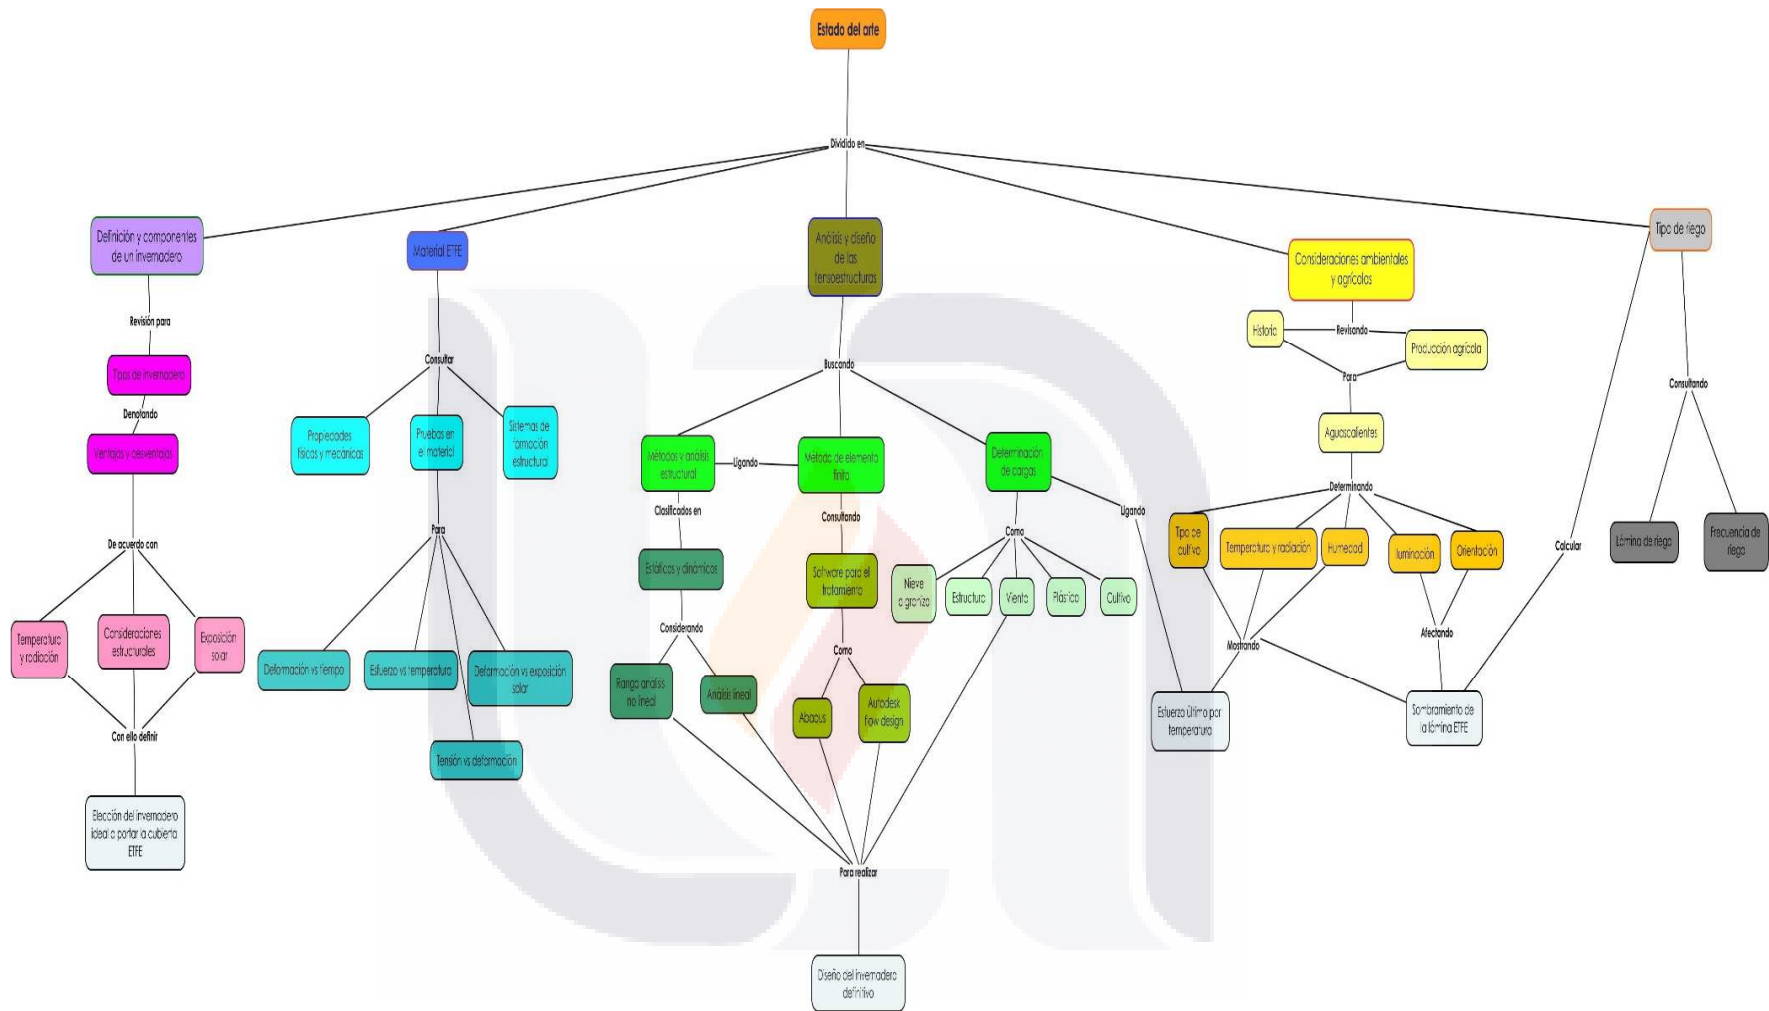 Estado del arte
Dividido en
Definición y componentes
de un invernadero
Revisión para
Tipos de invernadero
Denotando
Ventajas y desventajas
De acuerdo con
Temperatura
y radiación
Consideraciones
estructurales
Exposición
solar
Con ello definir
Elección del invernadero
ideal a portar la cubierta
ETFE
Material ETFE
Consultar
Propiedades
físicas y mecánicas
Pruebas en
el material
Sistemas de
formación
estructural
Para
Deformación vs tiempo
Esfuerzo vs temperatura
Deformación vs exposición
solar
Tensión vs deformación
Análisis y diseño
de las
tensoestructuras
Buscando
Métodos y análisis
estructural
Ligando
Método de elemento
finito
Determinación
de cargas
Clasificados en
Estáticos y dinámicos
Considerando
Rango analisis
no lineal
Análisis lineal
Consultando
Software para el
tratamiento
Como
Abaqus
Autodesk
flow design
Como
Nieve
o granizo
Estructura
Viento
Plástico
Cultivo
Ligando
Para realizar
Diseño del invernadero
definitivo
Consideraciones ambientales
y agrícolas
Historia
Revisando
Producción agrícola
Para
Aguascalientes
Determinando
Tipo de
cultivo
Temperatura y radiación
Humedad
Iluminación
Orientación
Mostrando
Afectando
Esfuerzo último por
temperatura
Sombramiento de
la lámina ETFE
Tipo de riego
Consultando
Calcular
Lámina de riego
Frecuencia de
riego